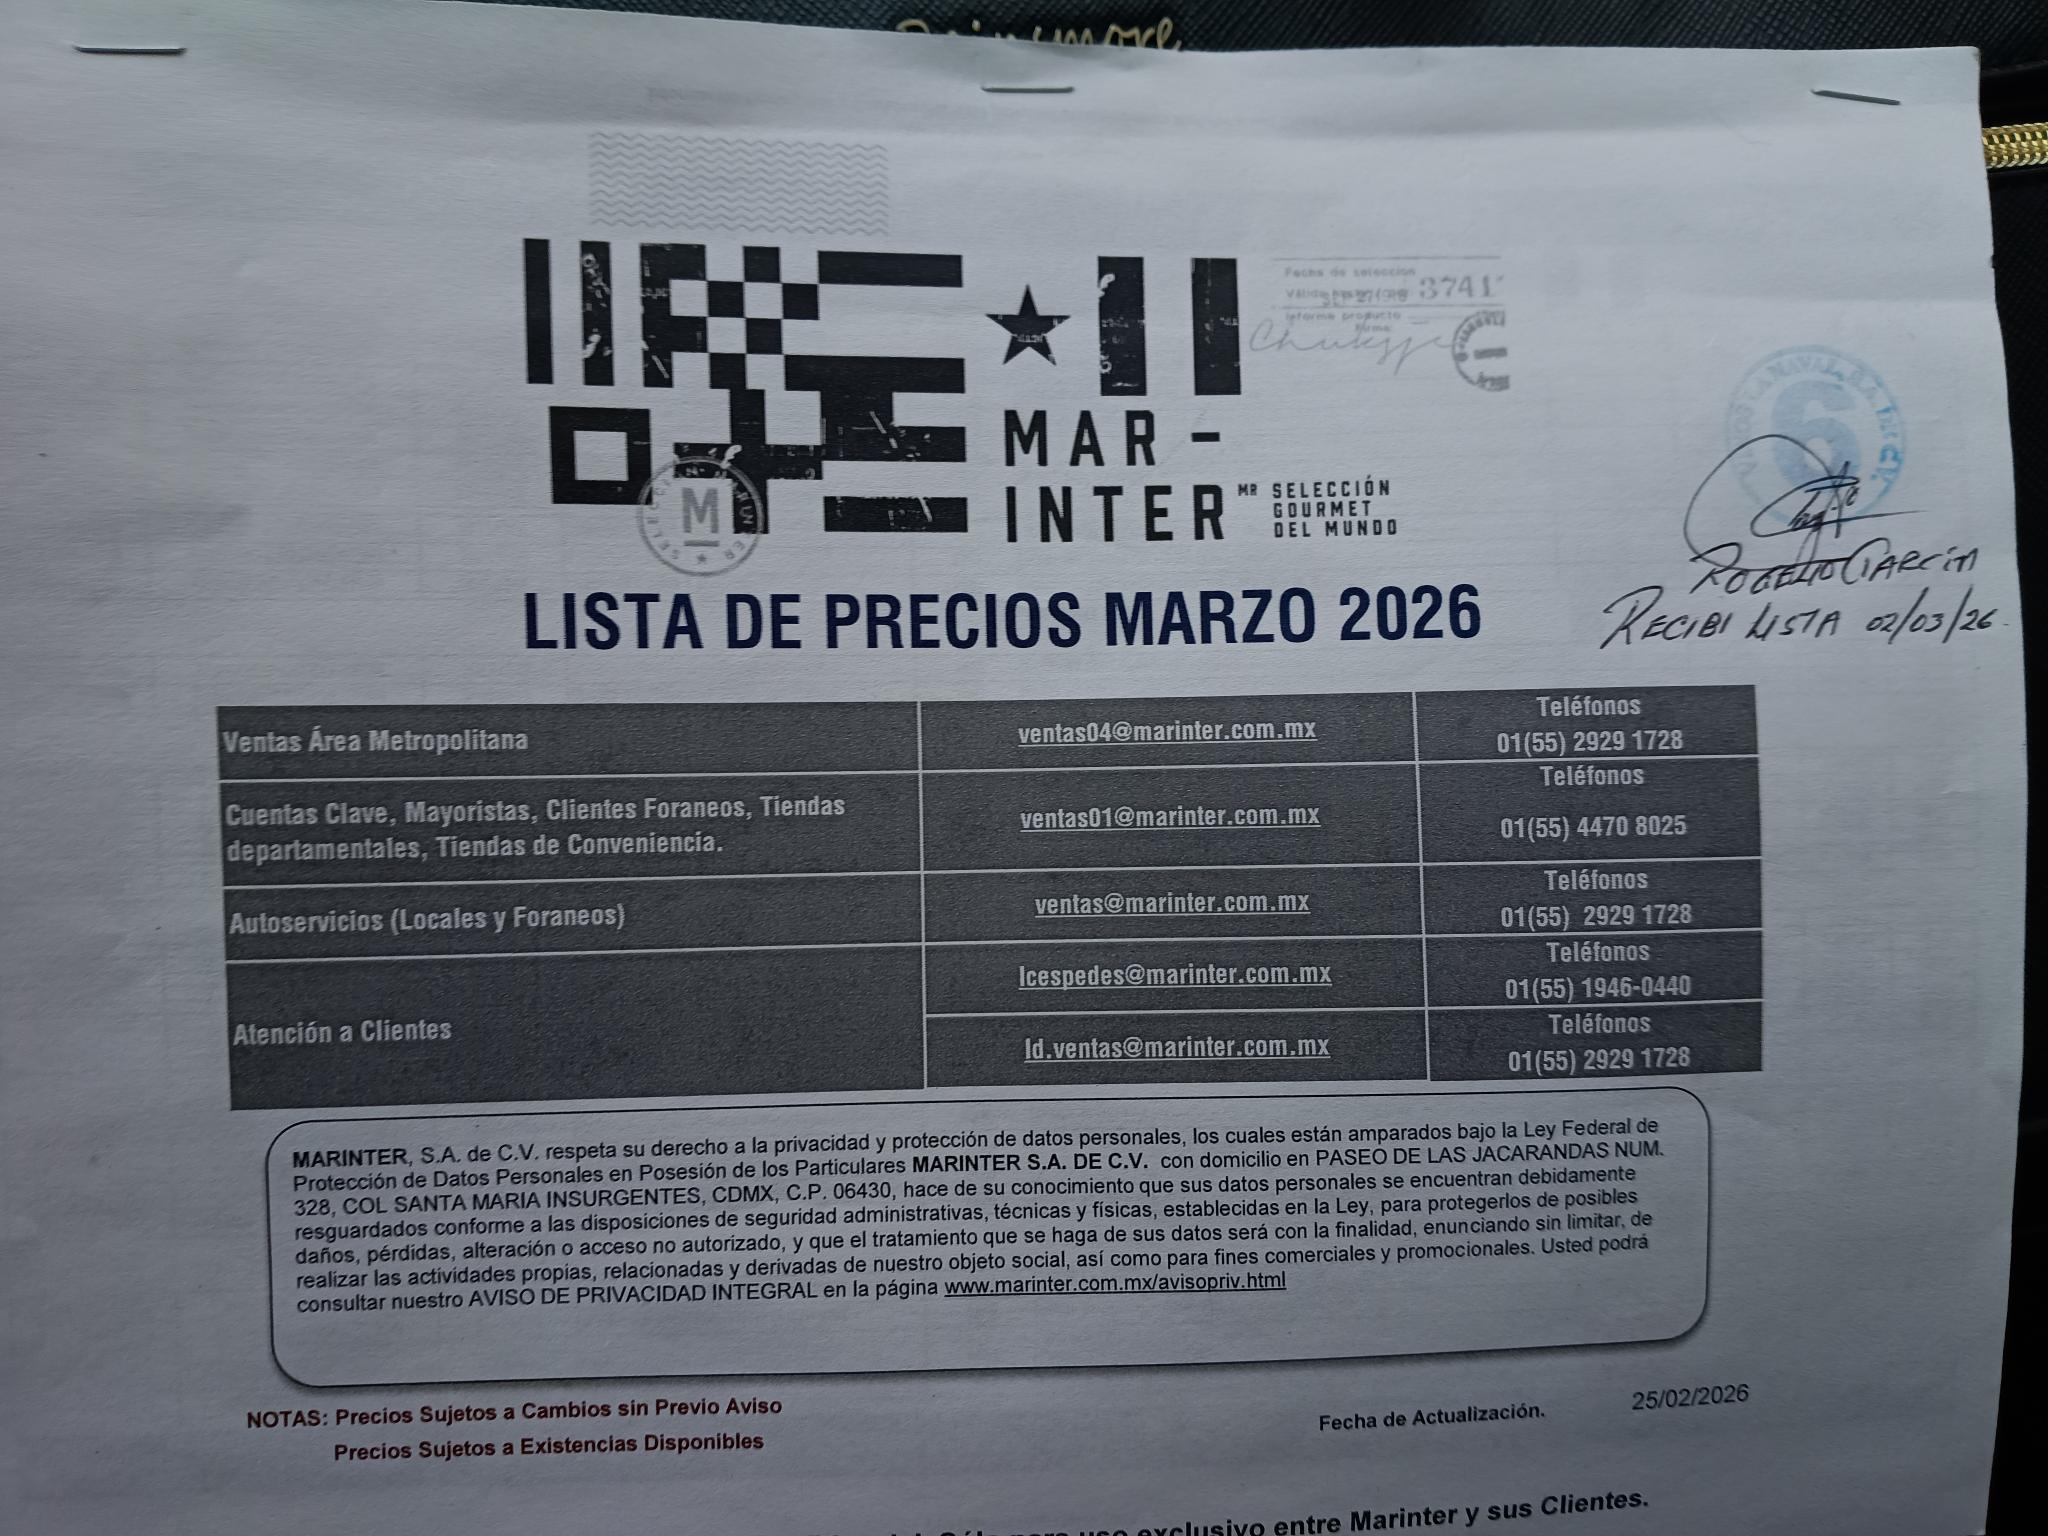 MAR-
INTER MR SELECCIÓN
GOURMET
DEL MUNDO
Fecha de selección
3741
Informe producto
Firma:
SELECCIÓN MARINTER
M
6
ROGELIO GARCIA
RECIBI LISTA 02/03/26.
LISTA DE PRECIOS MARZO 2026
Ventas Área Metropolitana
ventas04@marinter.com.mx
Teléfonos
01(55) 2929 1728
Cuentas Clave, Mayoristas, Clientes Foraneos, Tiendas
departamentales, Tiendas de Conveniencia.
ventas01@marinter.com.mx
Teléfonos
01(55) 4470 8025
Autoservicios (Locales y Foraneos)
ventas@marinter.com.mx
Teléfonos
01(55) 2929 1728
Atención a Clientes
lcespedes@marinter.com.mx
Teléfonos
01(55) 1946-0440
ld.ventas@marinter.com.mx
Teléfonos
01(55) 2929 1728
MARINTER, S.A. de C.V. respeta su derecho a la privacidad y protección de datos personales, los cuales están amparados bajo la Ley Federal de
Protección de Datos Personales en Posesión de los Particulares MARINTER S.A. DE C.V. con domicilio en PASEO DE LAS JACARANDAS NUM.
328, COL SANTA MARIA INSURGENTES, CDMX, C.P. 06430, hace de su conocimiento que sus datos personales se encuentran debidamente
resguardados conforme a las disposiciones de seguridad administrativas, técnicas y físicas, establecidas en la Ley, para protegerlos de posibles
daños, pérdidas, alteración o acceso no autorizado, y que el tratamiento que se haga de sus datos será con la finalidad, enunciando sin limitar, de
realizar las actividades propias, relacionadas y derivadas de nuestro objeto social, así como para fines comerciales y promocionales. Usted podrá
consultar nuestro AVISO DE PRIVACIDAD INTEGRAL en la página www.marinter.com.mx/avisopriv.html
NOTAS: Precios Sujetos a Cambios sin Previo Aviso
Precios Sujetos a Existencias Disponibles
Fecha de Actualización. 25/02/2026
uso exclusivo entre Marinter y sus Clientes.